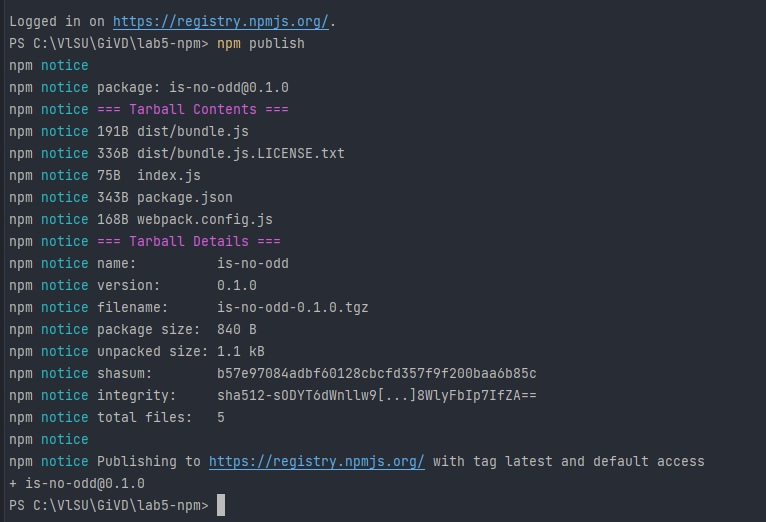 Logged in on https://registry.npmjs.org/.
PS C:\VlSU\GiVD\lab5-npm> npm publish
npm notice
npm notice package: is-no-odd@0.1.0
npm notice === Tarball Contents ===
npm notice 191B dist/bundle.js
npm notice 336B dist/bundle.js.LICENSE.txt
npm notice 75B  index.js
npm notice 343B package.json
npm notice 168B webpack.config.js
npm notice === Tarball Details ===
npm notice name:          is-no-odd
npm notice version:       0.1.0
npm notice filename:      is-no-odd-0.1.0.tgz
npm notice package size:  840 B
npm notice unpacked size: 1.1 kB
npm notice shasum:        b57e97084adbf60128cbcfd357f9f200baa6b85c
npm notice integrity:     sha512-sODYT6dWnllw9[...]8WlyFbIp7IfZA==
npm notice total files:   5
npm notice
npm notice Publishing to https://registry.npmjs.org/ with tag latest and default access
+ is-no-odd@0.1.0
PS C:\VlSU\GiVD\lab5-npm>